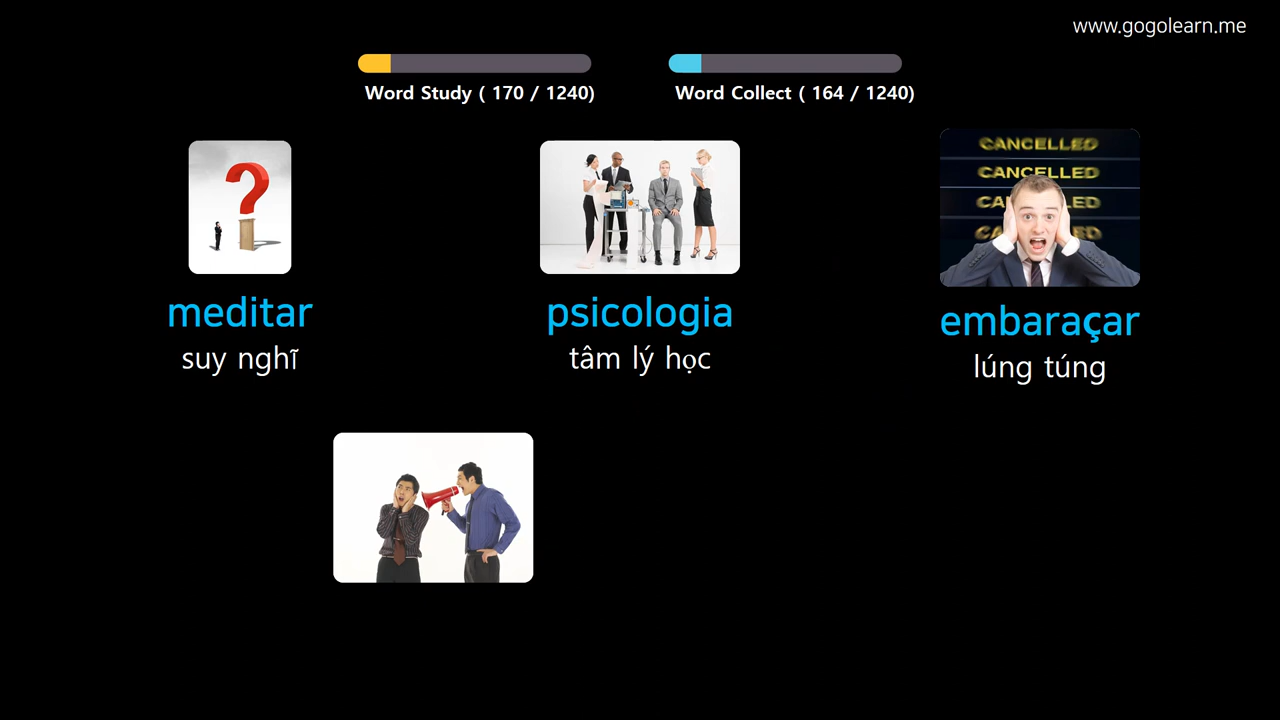 www.gogolearn.me
Word Study ( 170 / 1240)
Word Collect ( 164 / 1240)
CANCELLED
CANCELLED
meditar
suy nghĩ
psicologia
tâm lý học
embaraçar
lúng túng